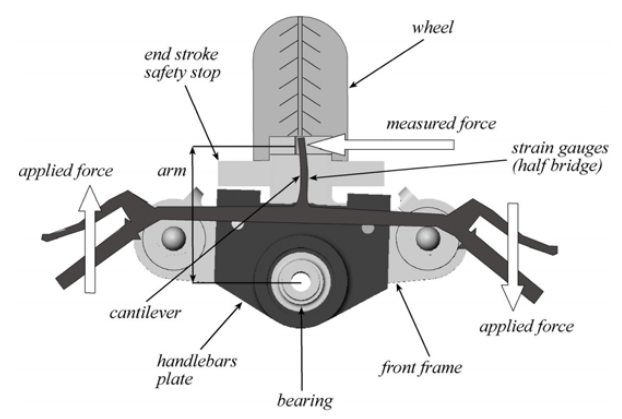 wheel
end stroke
safety stop
measured force
strain gauges
(half bridge)
arm
applied force
cantilever
applied force
handlebars
plate
front frame
bearing